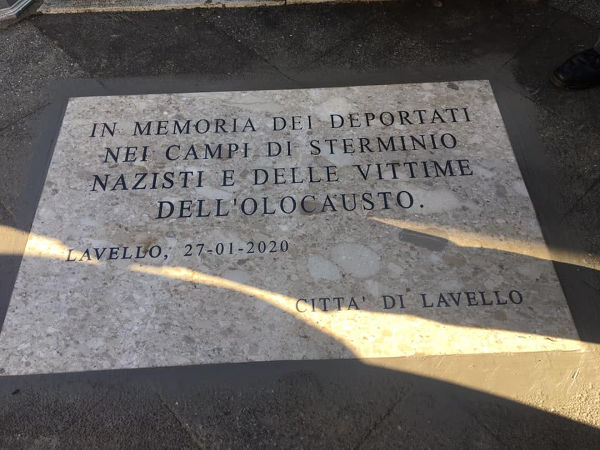 IN MEMORIA DEI DEPORTATI
NEI CAMPI DI STERMINIO
NAZISTI E DELLE VITTIME
DELL'OLOCAUSTO.
LAVELLO, 27-01-2020
CITTA' DI LAVELLO